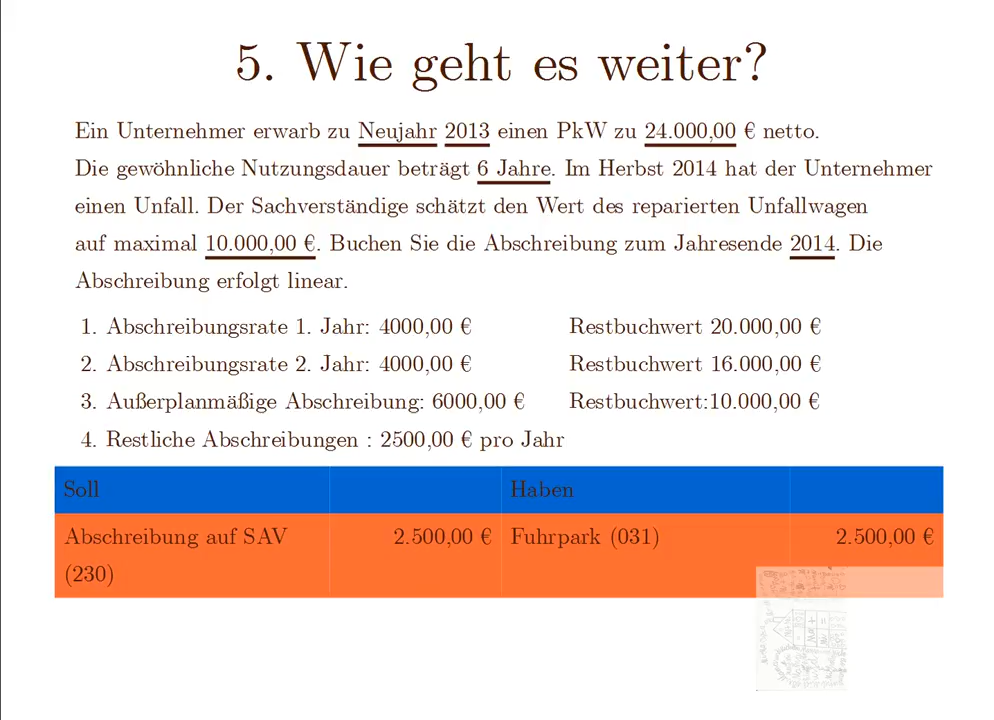 5. Wie geht es weiter?
Ein Unternehmer erwarb zu Neujahr 2013 einen PkW zu 24.000,00 € netto.
Die gewöhnliche Nutzungsdauer beträgt 6 Jahre. Im Herbst 2014 hat der Unternehmer
einen Unfall. Der Sachverständige schätzt den Wert des reparierten Unfallwagen
auf maximal 10.000,00 €. Buchen Sie die Abschreibung zum Jahresende 2014. Die
Abschreibung erfolgt linear.
1. Abschreibungsrate 1. Jahr: 4000,00 € Restbuchwert 20.000,00 €
2. Abschreibungsrate 2. Jahr: 4000,00 € Restbuchwert 16.000,00 €
3. Außerplanmäßige Abschreibung: 6000,00 € Restbuchwert:10.000,00 €
4. Restliche Abschreibungen : 2500,00 € pro Jahr
Soll Haben
Abschreibung auf SAV 2.500,00 € Fuhrpark (031) 2.500,00 €
(230)